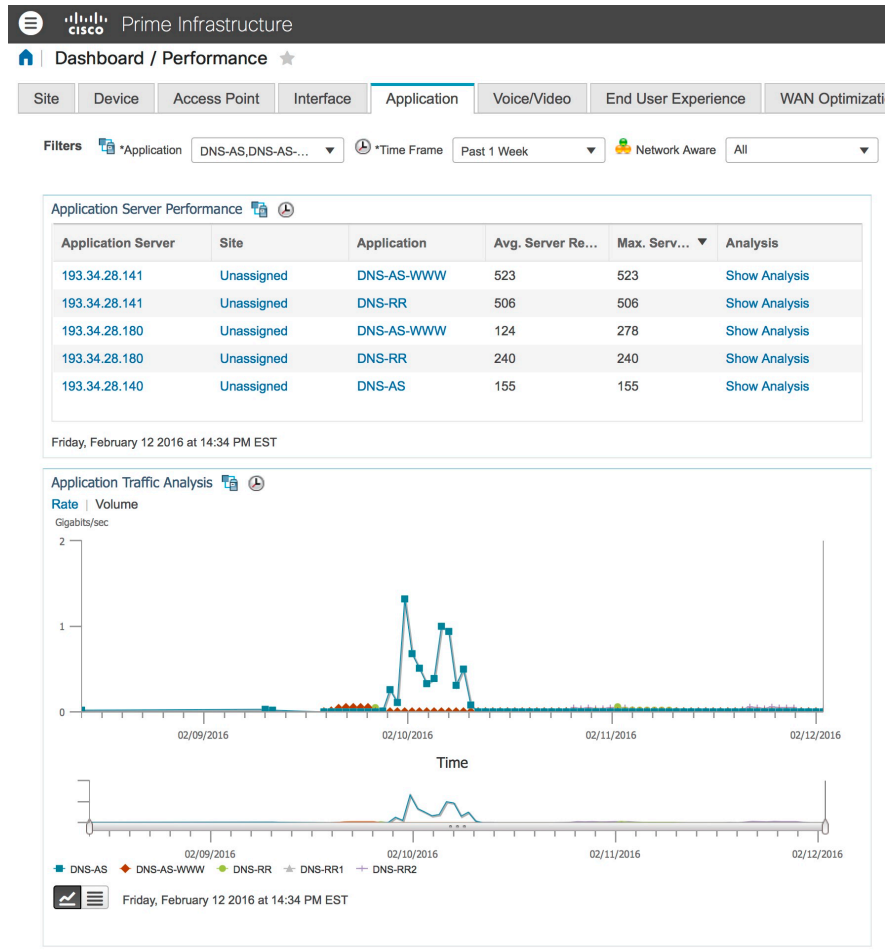 cisco Prime Infrastructure
Dashboard / Performance
Site Device Access Point Interface Application Voice/Video End User Experience WAN Optimizati
Filters *Application DNS-AS,DNS-AS-... *Time Frame Past 1 Week Network Aware All
Application Server Performance
Application Server Site Application Avg. Server Re... Max. Serv... Analysis
193.34.28.141 Unassigned DNS-AS-WWW 523 523 Show Analysis
193.34.28.141 Unassigned DNS-RR 506 506 Show Analysis
193.34.28.180 Unassigned DNS-AS-WWW 124 278 Show Analysis
193.34.28.180 Unassigned DNS-RR 240 240 Show Analysis
193.34.28.140 Unassigned DNS-AS 155 155 Show Analysis
Friday, February 12 2016 at 14:34 PM EST
Application Traffic Analysis
Rate | Volume
Gigabits/sec
2
1
0
02/09/2016 02/10/2016 02/11/2016 02/12/2016
Time
02/09/2016 02/10/2016 02/11/2016 02/12/2016
DNS-AS DNS-AS-WWW DNS-RR DNS-RR1 DNS-RR2
Friday, February 12 2016 at 14:34 PM EST